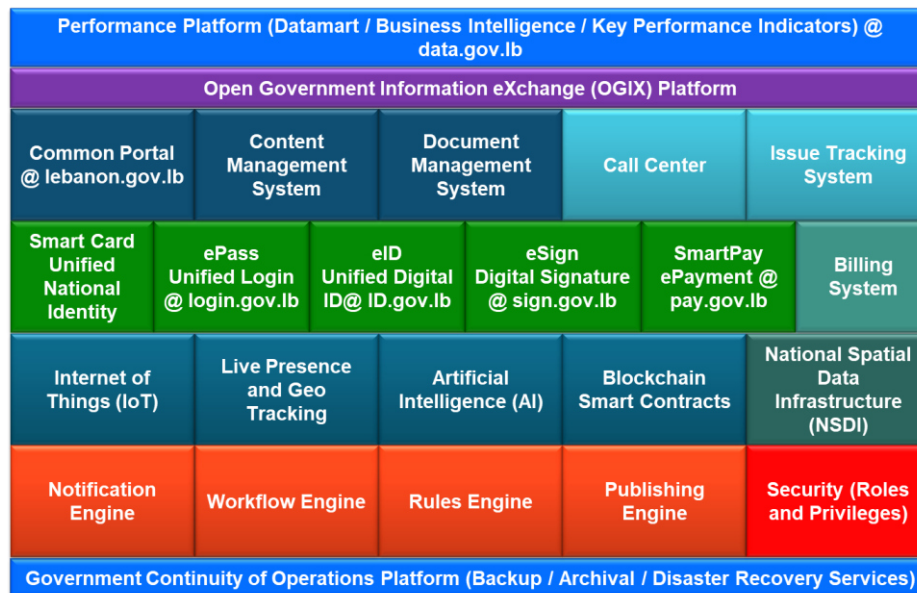 Performance Platform (Datamart / Business Intelligence / Key Performance Indicators) @
data.gov.lb
Open Government Information eXchange (OGIX) Platform
Common Portal
@ lebanon.gov.lb
Content
Management
System
Document
Management
System
Call Center
Issue Tracking
System
Smart Card
Unified
National
Identity
ePass
Unified Login
@ login.gov.lb
eID
Unified Digital
ID@ ID.gov.lb
eSign
Digital Signature
@ sign.gov.lb
SmartPay
ePayment @
pay.gov.lb
Billing
System
Internet of
Things (IoT)
Live Presence
and Geo
Tracking
Artificial
Intelligence (AI)
Blockchain
Smart Contracts
National Spatial
Data
Infrastructure
(NSDI)
Notification
Engine
Workflow Engine
Rules Engine
Publishing
Engine
Security (Roles
and Privileges)
Government Continuity of Operations Platform (Backup / Archival / Disaster Recovery Services)